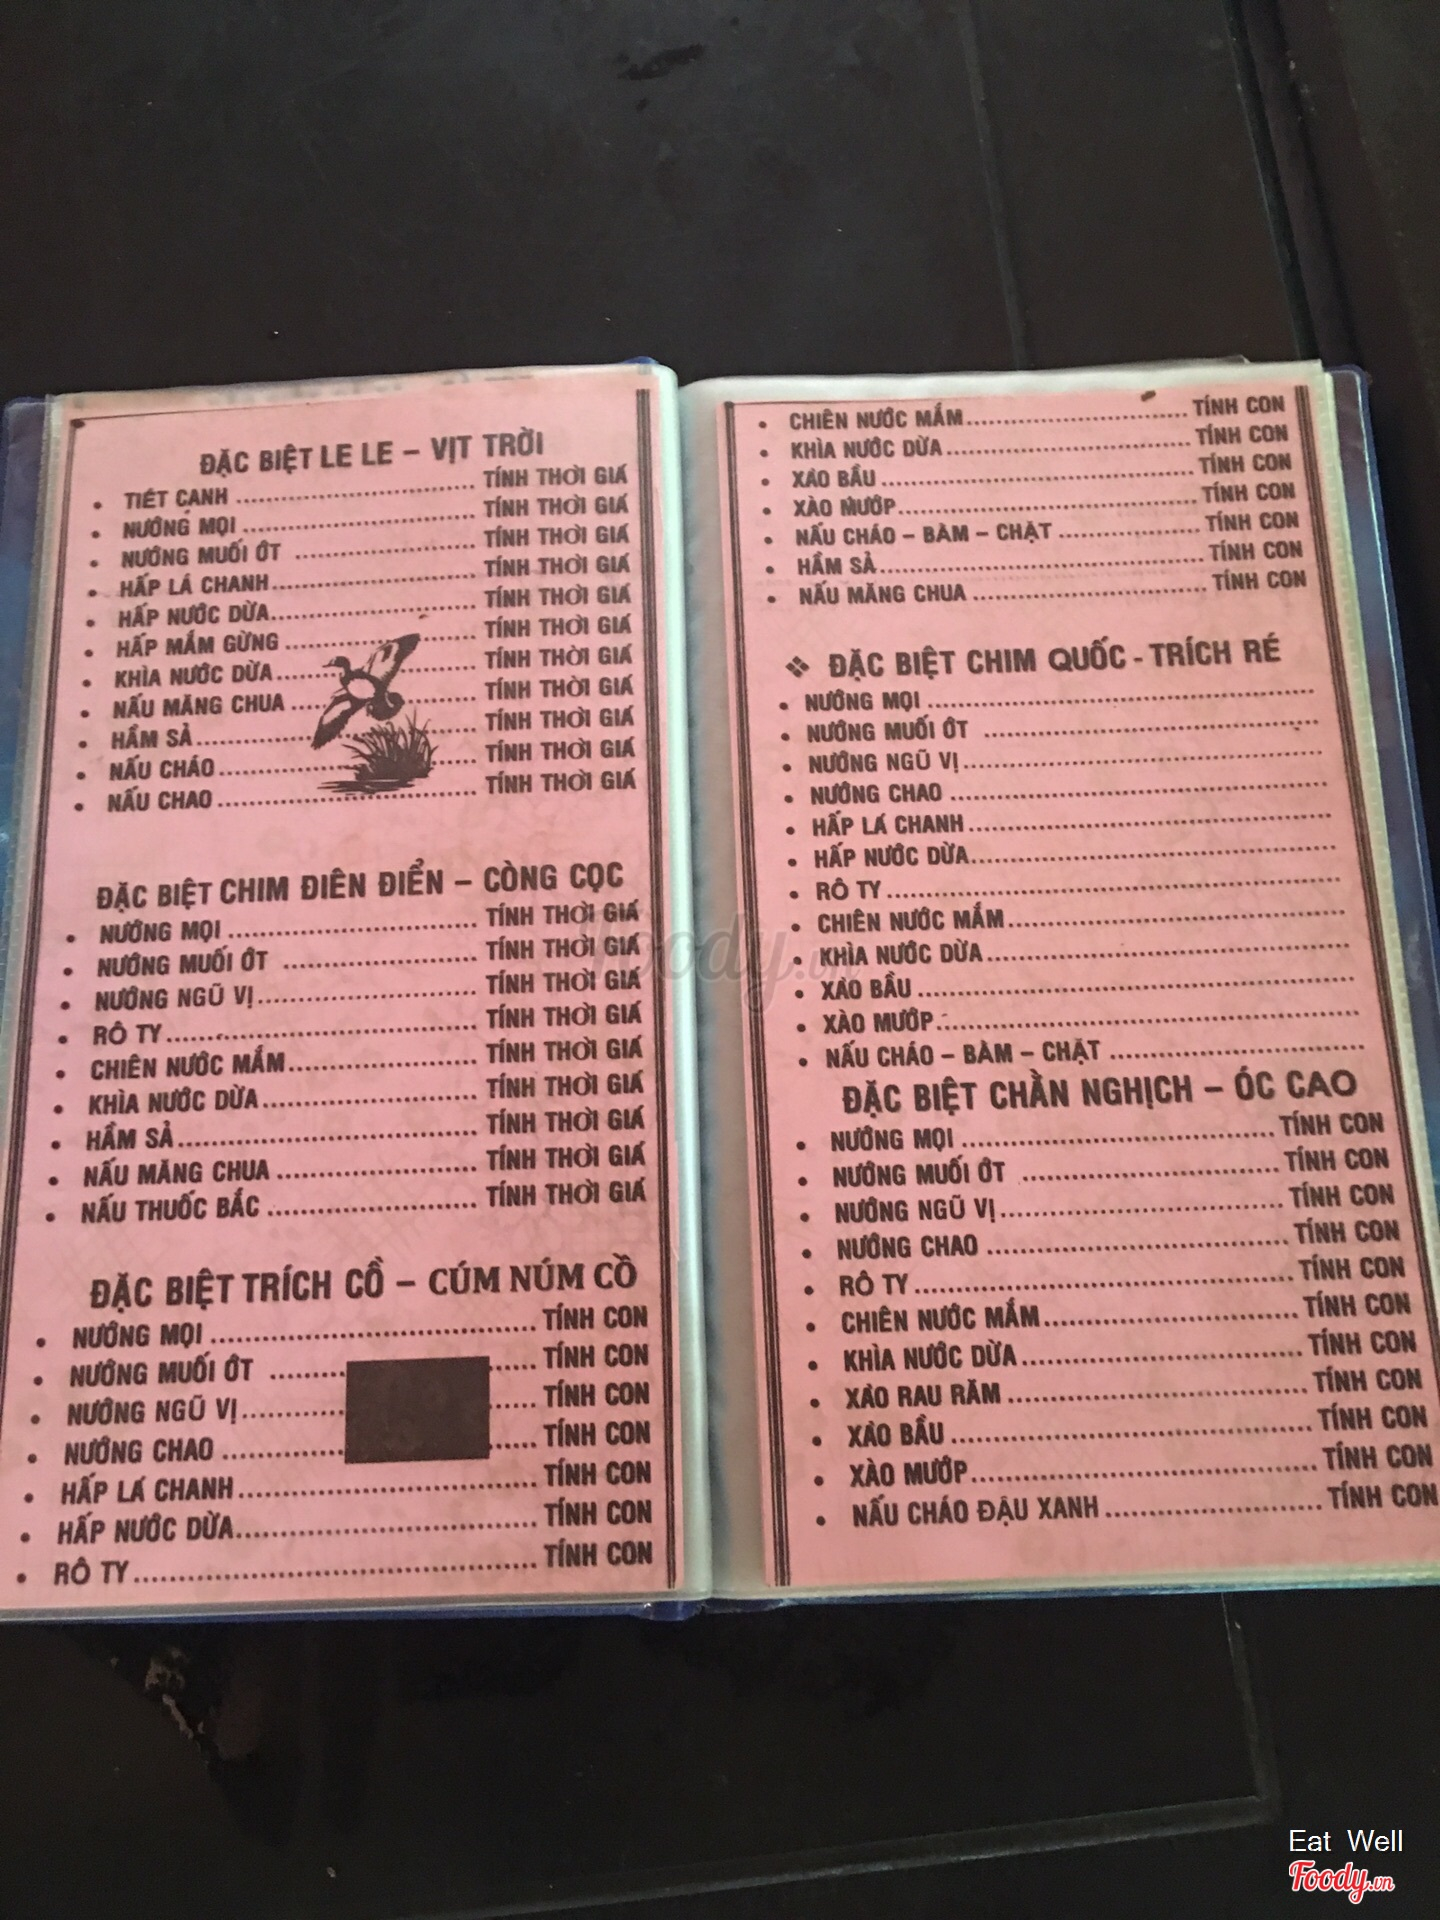 ĐẶC BIỆT LE LE – VỊT TRỜI
• TIẾT CANH ........ TÍNH THỜI GIÁ
• NƯỚNG MỌI ........ TÍNH THỜI GIÁ
• NƯỚNG MUỐI ỚT ........ TÍNH THỜI GIÁ
• HẤP LÁ CHANH ........ TÍNH THỜI GIÁ
• HẤP NƯỚC DỪA ........ TÍNH THỜI GIÁ
• HẤP MẮM GỪNG ........ TÍNH THỜI GIÁ
• KHÌA NƯỚC DỪA ........ TÍNH THỜI GIÁ
• NẤU MĂNG CHUA ........ TÍNH THỜI GIÁ
• HẦM SẢ ........ TÍNH THỜI GIÁ
• NẤU CHÁO ........ TÍNH THỜI GIÁ
• NẤU CHAO ........ TÍNH THỜI GIÁ
ĐẶC BIỆT CHIM ĐIÊN ĐIỂN – CÒNG CỌC
• NƯỚNG MỌI ........ TÍNH THỜI GIÁ
• NƯỚNG MUỐI ỚT ........ TÍNH THỜI GIÁ
• NƯỚNG NGŨ VỊ ........ TÍNH THỜI GIÁ
• RÔ TY ........ TÍNH THỜI GIÁ
• CHIÊN NƯỚC MẮM ........ TÍNH THỜI GIÁ
• KHÌA NƯỚC DỪA ........ TÍNH THỜI GIÁ
• HẦM SẢ ........ TÍNH THỜI GIÁ
• NẤU MĂNG CHUA ........ TÍNH THỜI GIÁ
• NẤU THUỐC BẮC ........ TÍNH THỜI GIÁ
ĐẶC BIỆT TRÍCH CỒ – CÚM NÚM CỒ
• NƯỚNG MỌI ........ TÍNH CON
• NƯỚNG MUỐI ỚT ........ TÍNH CON
• NƯỚNG NGŨ VỊ ........ TÍNH CON
• NƯỚNG CHAO ........ TÍNH CON
• HẤP LÁ CHANH ........ TÍNH CON
• HẤP NƯỚC DỪA ........ TÍNH CON
• RÔ TY ........ TÍNH CON
• CHIÊN NƯỚC MẮM ........ TÍNH CON
• KHÌA NƯỚC DỪA ........ TÍNH CON
• XÀO BẦU ........ TÍNH CON
• XÀO MƯỚP ........ TÍNH CON
• NẤU CHÁO – BẰM – CHẶT ........ TÍNH CON
• HẦM SẢ ........ TÍNH CON
• NẤU MĂNG CHUA ........ TÍNH CON
❖ ĐẶC BIỆT CHIM QUỐC - TRÍCH RÉ
• NƯỚNG MỌI ........
• NƯỚNG MUỐI ỚT ........
• NƯỚNG NGŨ VỊ ........
• NƯỚNG CHAO ........
• HẤP LÁ CHANH ........
• HẤP NƯỚC DỪA ........
• RÔ TY ........
• CHIÊN NƯỚC MẮM ........
• KHÌA NƯỚC DỪA ........
• XÀO BẦU ........
• XÀO MƯỚP ........
• NẤU CHÁO – BẰM – CHẶT ........
ĐẶC BIỆT CHẰN NGHỊCH – ÓC CAO
• NƯỚNG MỌI ........ TÍNH CON
• NƯỚNG MUỐI ỚT ........ TÍNH CON
• NƯỚNG NGŨ VỊ ........ TÍNH CON
• NƯỚNG CHAO ........ TÍNH CON
• RÔ TY ........ TÍNH CON
• CHIÊN NƯỚC MẮM ........ TÍNH CON
• KHÌA NƯỚC DỪA ........ TÍNH CON
• XÀO RAU RĂM ........ TÍNH CON
• XÀO BẦU ........ TÍNH CON
• XÀO MƯỚP ........ TÍNH CON
• NẤU CHÁO ĐẬU XANH ........ TÍNH CON
Foody.vn
Eat Well
Foody.vn